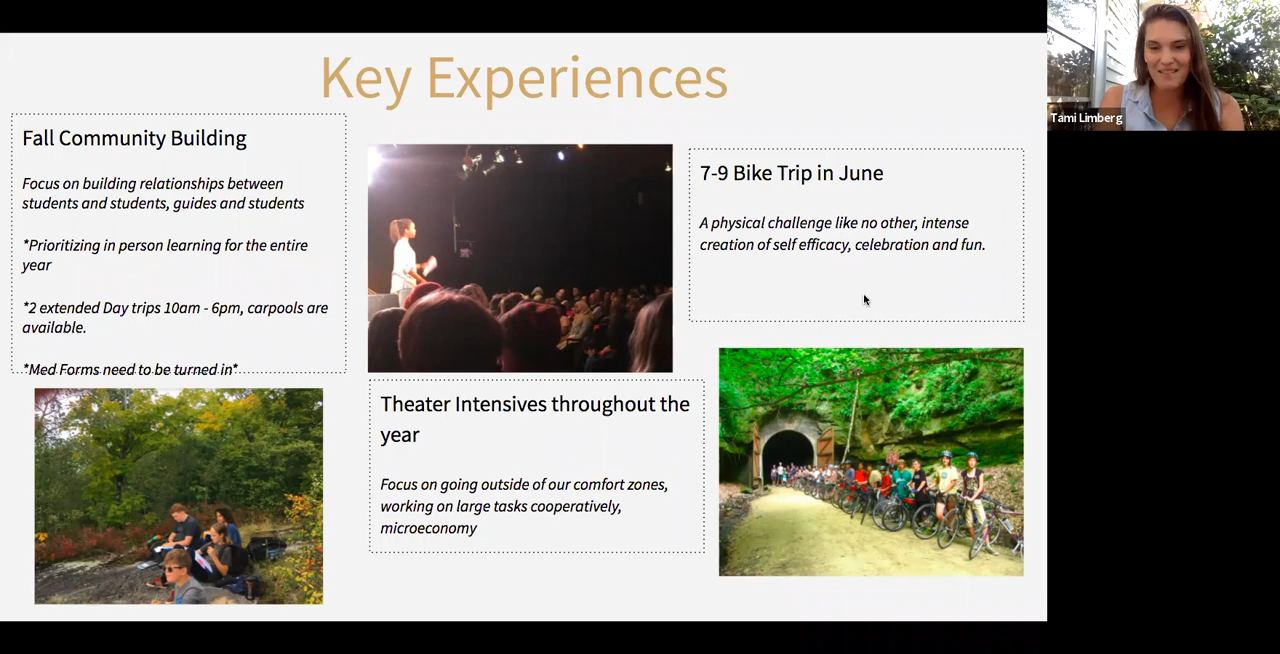 Key Experiences
Fall Community Building
Focus on building relationships between
students and students, guides and students
*Prioritizing in person learning for the entire
year
*2 extended Day trips 10am - 6pm, carpools are
available.
*Med Forms need to be turned in*
Theater Intensives throughout the
year
Focus on going outside of our comfort zones,
working on large tasks cooperatively,
microeconomy
7-9 Bike Trip in June
A physical challenge like no other, intense
creation of self efficacy, celebration and fun.
Tami Limberg